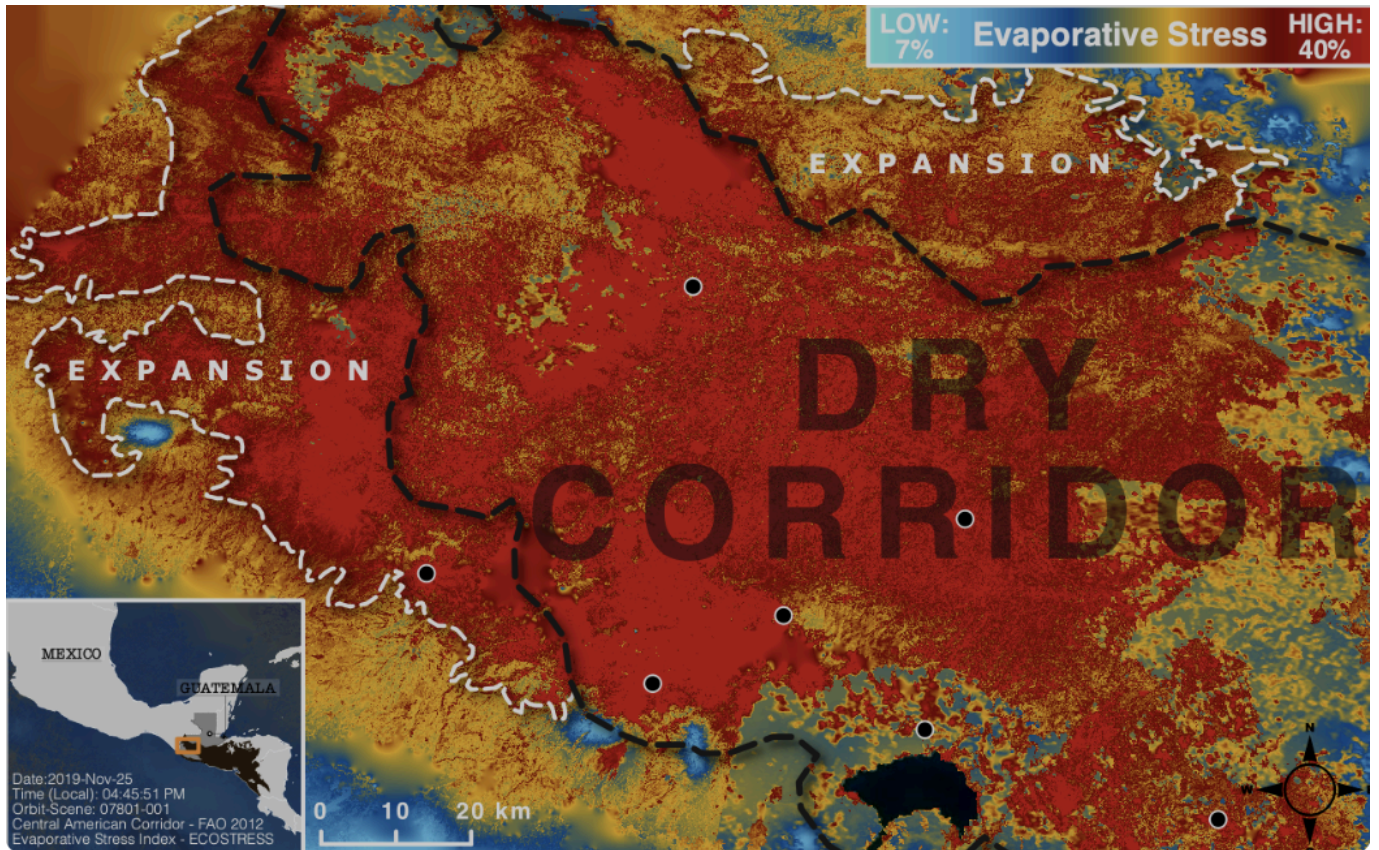 LOW:
7%
Evaporative Stress
HIGH:
40%
EXPANSION
EXPANSION
DRY
CORRIDOR
MEXICO
GUATEMALA
Date:2019-Nov-25
Time (Local): 04:45:51 PM
Orbit-Scene: 07801-001
Central American Corridor - FAO 2012
Evaporative Stress Index - ECOSTRESS
0 10 20 km
N
W